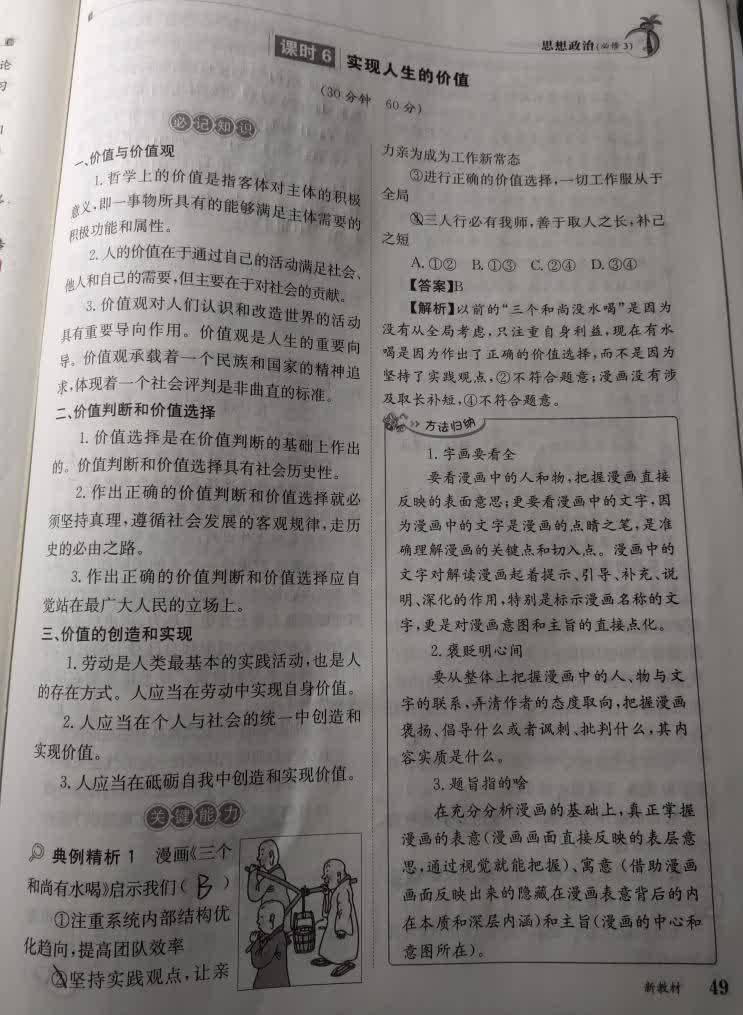 思想政治(必修3)
课时6 实现人生的价值
(30分钟 60分)
必记知识
一、价值与价值观
1.哲学上的价值是指客体对主体的积极
意义,即一事物所具有的能够满足主体需要的
积极功能和属性。
2.人的价值在于通过自己的活动满足社会、
他人和自己的需要,但主要在于对社会的贡献。
3.价值观对人们认识和改造世界的活动
具有重要导向作用。价值观是人生的重要向
导。价值观承载着一个民族和国家的精神追
求,体现着一个社会评判是非曲直的标准。
二、价值判断和价值选择
1.价值选择是在价值判断的基础上作出
的。价值判断和价值选择具有社会历史性。
2.作出正确的价值判断和价值选择就必
须坚持真理,遵循社会发展的客观规律,走历
史的必由之路。
3.作出正确的价值判断和价值选择应自
觉站在最广大人民的立场上。
三、价值的创造和实现
1.劳动是人类最基本的实践活动,也是人
的存在方式。人应当在劳动中实现自身价值。
2.人应当在个人与社会的统一中创造和
实现价值。
3.人应当在砥砺自我中创造和实现价值。
关键能力
典例精析1 漫画《三个
和尚有水喝》启示我们( B )
①注重系统内部结构优
化趋向,提高团队效率
②坚持实践观点,让亲
力亲为成为工作新常态
③进行正确的价值选择,一切工作服从于
全局
④三人行必有我师,善于取人之长,补己
之短
A.①② B.①③ C.②④ D.③④
【答案】B
【解析】以前的“三个和尚没水喝”是因为
没有从全局考虑,只注重自身利益,现在有水
喝是因为作出了正确的价值选择,而不是因为
坚持了实践观点,②不符合题意;漫画没有涉
及取长补短,④不符合题意。
方法归纳
1.字画要看全
要看漫画中的人和物,把握漫画直接
反映的表面意思;更要看漫画中的文字,因
为漫画中的文字是漫画的点睛之笔,是准
确理解漫画的关键点和切入点。漫画中的
文字对解读漫画起着提示、引导、补充、说
明、深化的作用,特别是标示漫画名称的文
字,更是对漫画意图和主旨的直接点化。
2.褒贬明心间
要从整体上把握漫画中的人、物与文
字的联系,弄清作者的态度取向,把握漫画
褒扬、倡导什么或者讽刺、批判什么,其内
容实质是什么。
3.题旨指的啥
在充分分析漫画的基础上,真正掌握
漫画的表意(漫画画面直接反映的表层意
思,通过视觉就能把握)、寓意(借助漫画
画面反映出来的隐藏在漫画表意背后的内
在本质和深层内涵)和主旨(漫画的中心和
意图所在)。
新教材 49